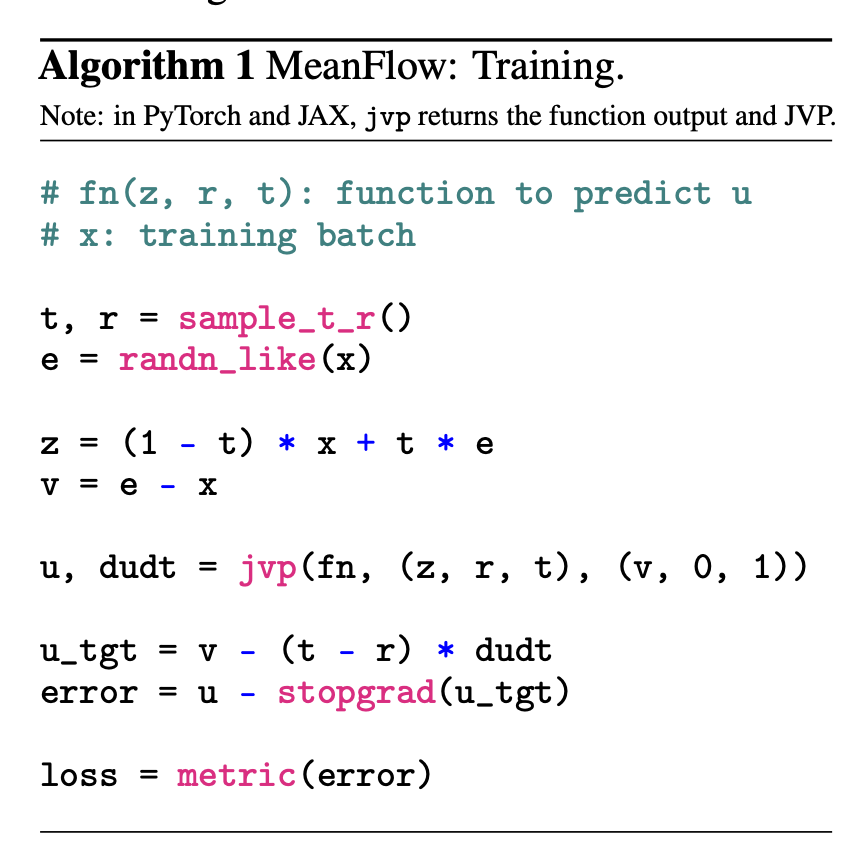 Algorithm 1 MeanFlow: Training.
Note: in PyTorch and JAX, jvp returns the function output and JVP.
# fn(z, r, t): function to predict u
# x: training batch
t, r = sample_t_r()
e = randn_like(x)
z = (1 - t) * x + t * e
v = e - x
u, dudt = jvp(fn, (z, r, t), (v, 0, 1))
u_tgt = v - (t - r) * dudt
error = u - stopgrad(u_tgt)
loss = metric(error)